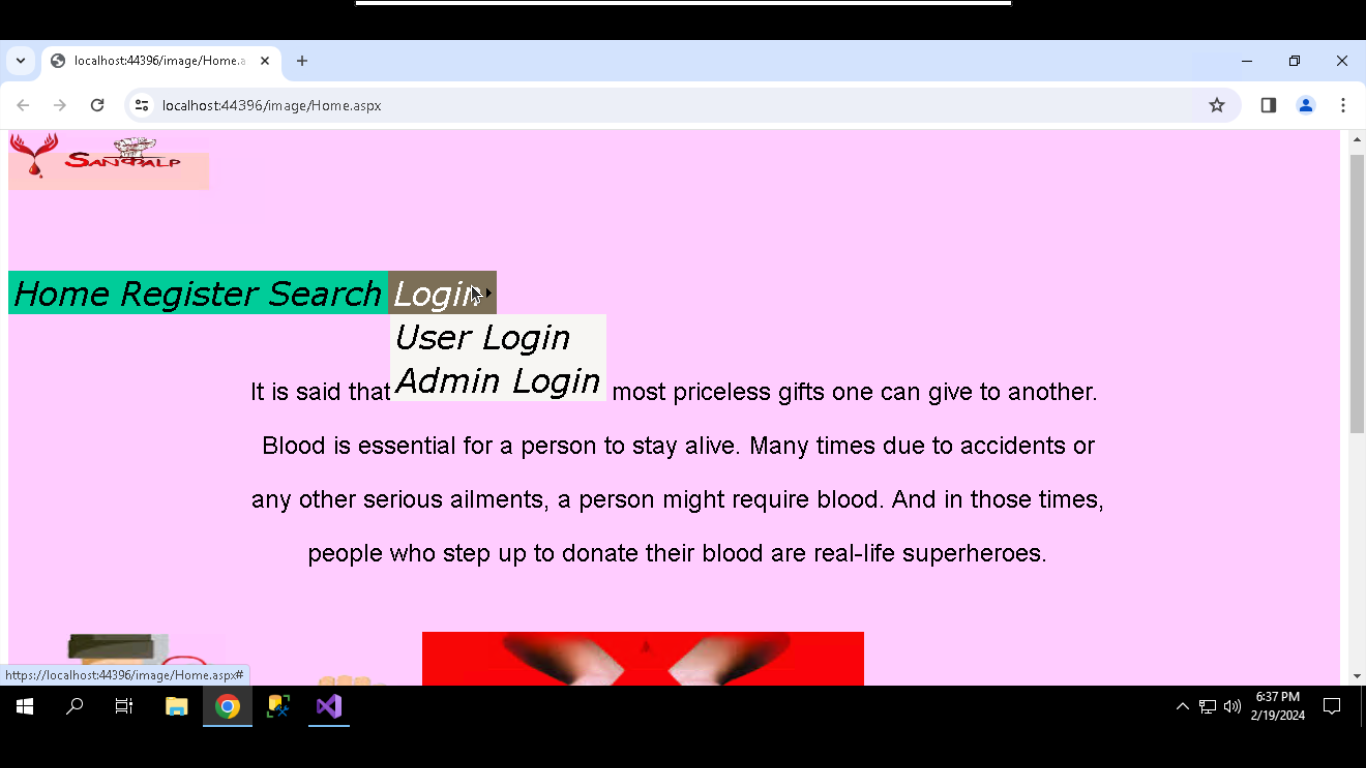 localhost:44396/image/Home.a
localhost:44396/image/Home.aspx
SANKALP
Home Register Search Login
User Login
Admin Login
It is said that most priceless gifts one can give to another.
Blood is essential for a person to stay alive. Many times due to accidents or
any other serious ailments, a person might require blood. And in those times,
people who step up to donate their blood are real-life superheroes.
https://localhost:44396/image/Home.aspx#
6:37 PM
2/19/2024